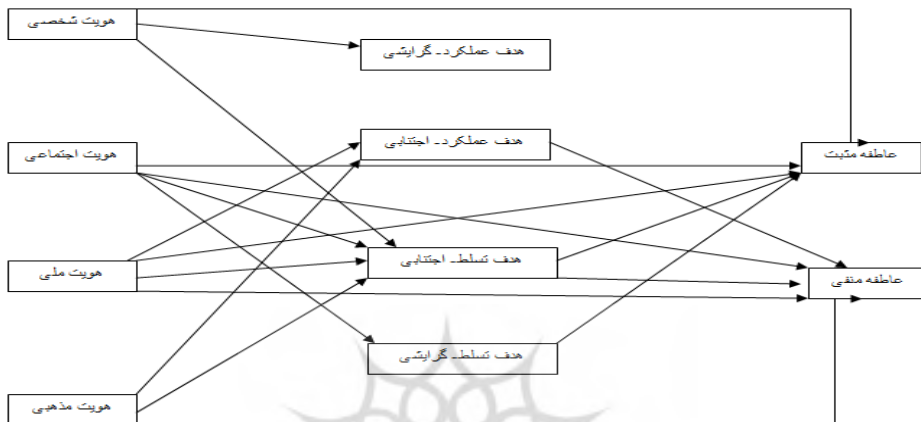 هویت شخصی
هدف عملکرد- گرایشی
هدف عملکرد- اجتنابی
هویت اجتماعی
عاطفه مثبت
هدف تسلط- اجتنابی
هویت ملی
عاطفه منفی
هدف تسلط- گرایشی
هویت مذهبی